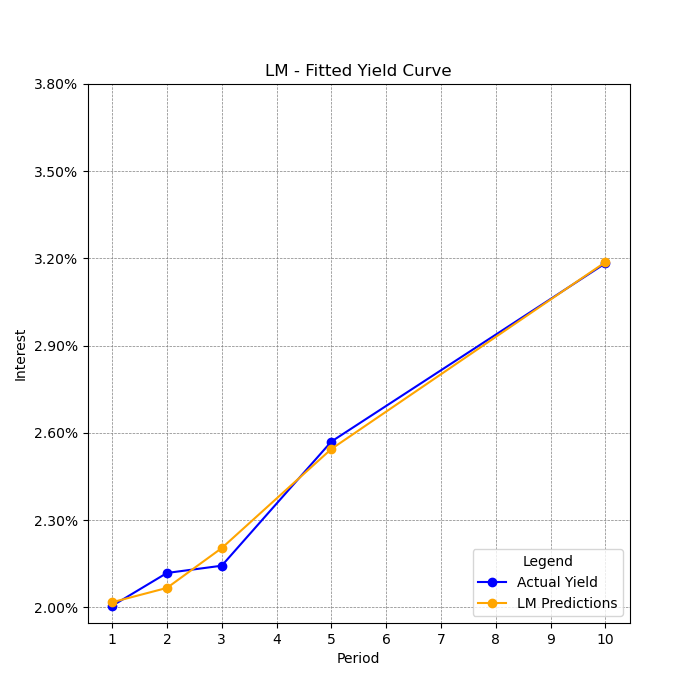 LM - Fitted Yield Curve
3.80%
3.50%
3.20%
2.90%
2.60%
2.30%
2.00%
Interest
1 2 3 4 5 6 7 8 9 10
Period
Legend
Actual Yield
LM Predictions